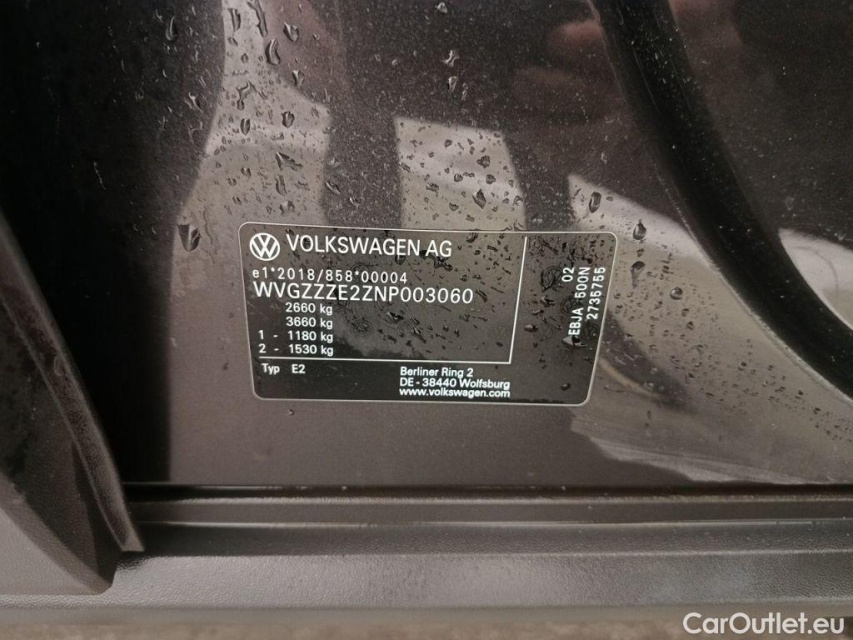 VOLKSWAGEN AG
e1*2018/858*00004
WVGZZZE2ZNP003060
2660 kg
3660 kg
1 - 1180 kg
2 - 1530 kg
Typ E2
Berliner Ring 2
DE - 38440 Wolfsburg
www.volkswagen.com
02
EBJA 500N
2735755
CarOutlet.eu